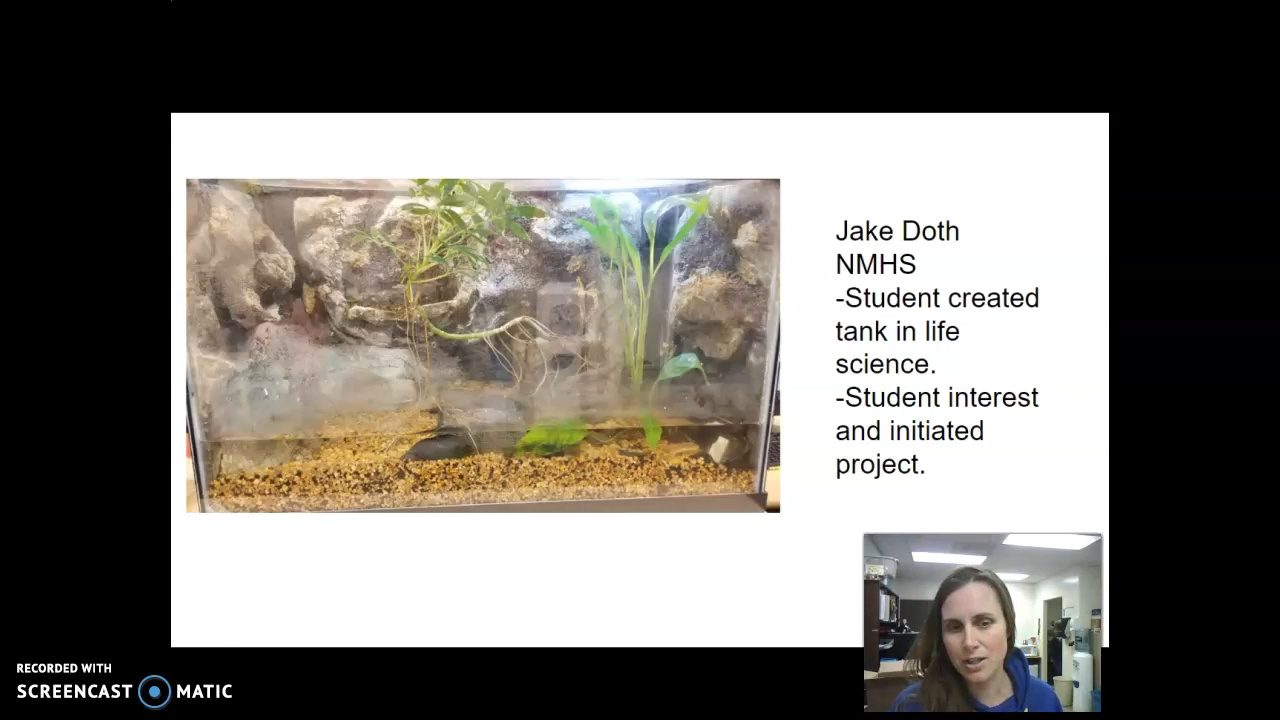 Jake Doth
NMHS
-Student created
tank in life
science.
-Student interest
and initiated
project.
RECORDED WITH
SCREENCAST MATIC